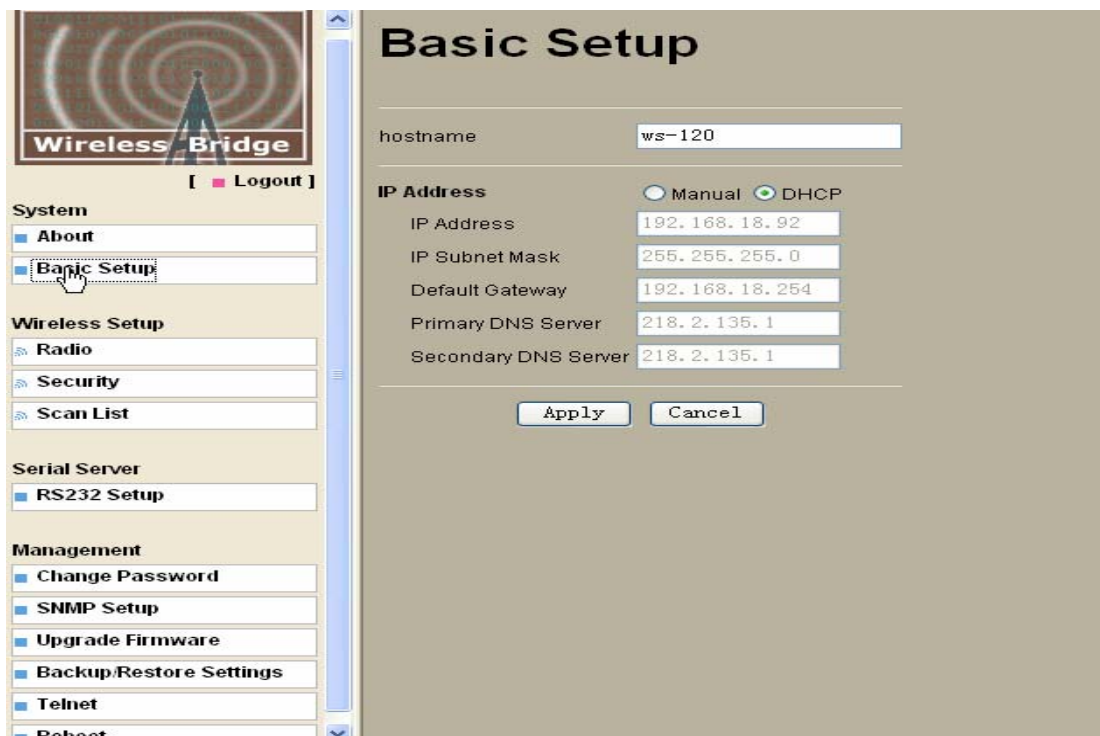 Wireless Bridge
[ Logout ]
System
About
Basic Setup
Wireless Setup
Radio
Security
Scan List
Serial Server
RS232 Setup
Management
Change Password
SNMP Setup
Upgrade Firmware
Backup/Restore Settings
Telnet
Reboot
Basic Setup
hostname ws-120
IP Address Manual DHCP
IP Address 192.168.18.92
IP Subnet Mask 255.255.255.0
Default Gateway 192.168.18.254
Primary DNS Server 218.2.135.1
Secondary DNS Server 218.2.135.1
Apply Cancel